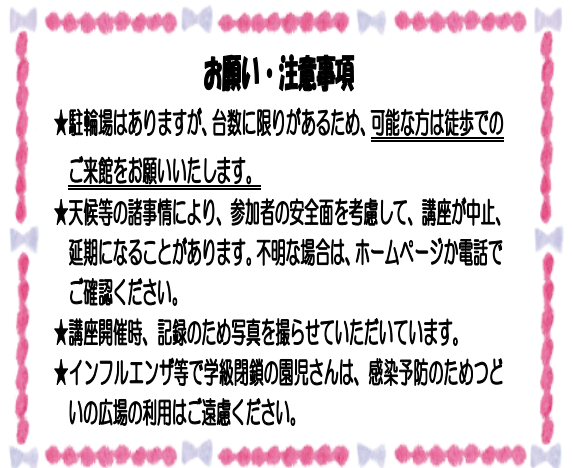 お願い・注意事項
★駐輪場はありますが、台数に限りがあるため、可能な方は徒歩での
ご来館をお願いいたします。
★天候等の諸事情により、参加者の安全面を考慮して、講座が中止、
延期になることがあります。不明な場合は、ホームページか電話で
ご確認ください。
★講座開催時、記録のため写真を撮らせていただいています。
★インフルエンザ等で学級閉鎖の園児さんは、感染予防のためつど
いの広場の利用はご遠慮ください。